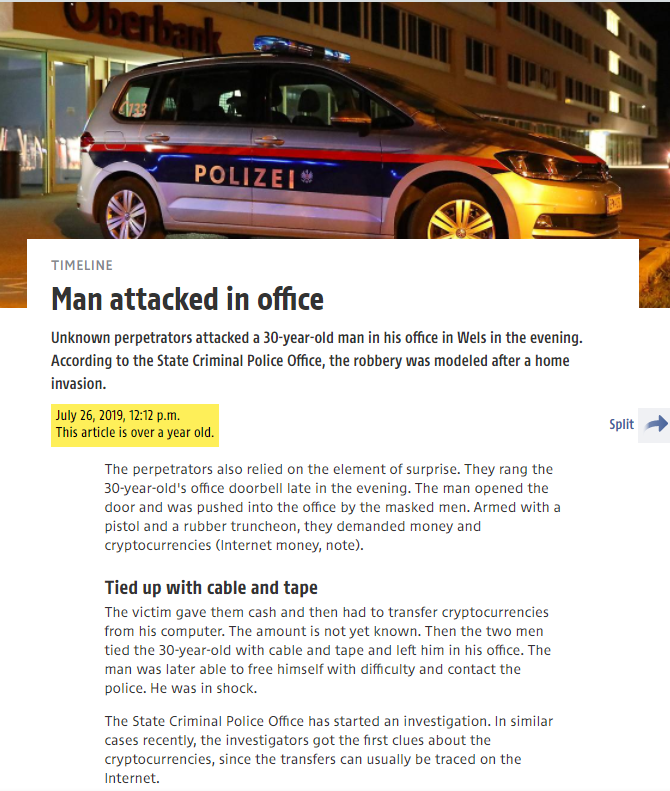 Oberbank
133
POLIZEI
TIMELINE
Man attacked in office
Unknown perpetrators attacked a 30-year-old man in his office in Wels in the evening.
According to the State Criminal Police Office, the robbery was modeled after a home
invasion.
July 26, 2019, 12:12 p.m.
This article is over a year old.
Split
The perpetrators also relied on the element of surprise. They rang the
30-year-old's office doorbell late in the evening. The man opened the
door and was pushed into the office by the masked men. Armed with a
pistol and a rubber truncheon, they demanded money and
cryptocurrencies (Internet money, note).
Tied up with cable and tape
The victim gave them cash and then had to transfer cryptocurrencies
from his computer. The amount is not yet known. Then the two men
tied the 30-year-old with cable and tape and left him in his office. The
man was later able to free himself with difficulty and contact the
police. He was in shock.
The State Criminal Police Office has started an investigation. In similar
cases recently, the investigators got the first clues about the
cryptocurrencies, since the transfers can usually be traced on the
Internet.